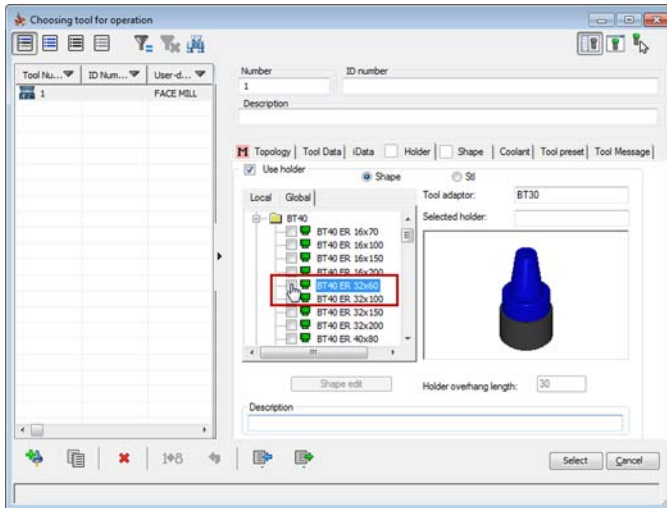 Choosing tool for operation
Tool Nu... ID Num... User-d...
1 FACE MILL
Number ID number
1
Description
M Topology Tool Data iData Holder Shape Coolant Tool preset Tool Message
Use holder Shape Stl
Local Global Tool adaptor: BT30
BT40 Selected holder:
BT40 ER 16x70
BT40 ER 16x100
BT40 ER 16x150
BT40 ER 16x200
BT40 ER 32x60
BT40 ER 32x100
BT40 ER 32x150
BT40 ER 32x200
BT40 ER 40x80
Shape edit Holder overhang length: 30
Description
Select Cancel